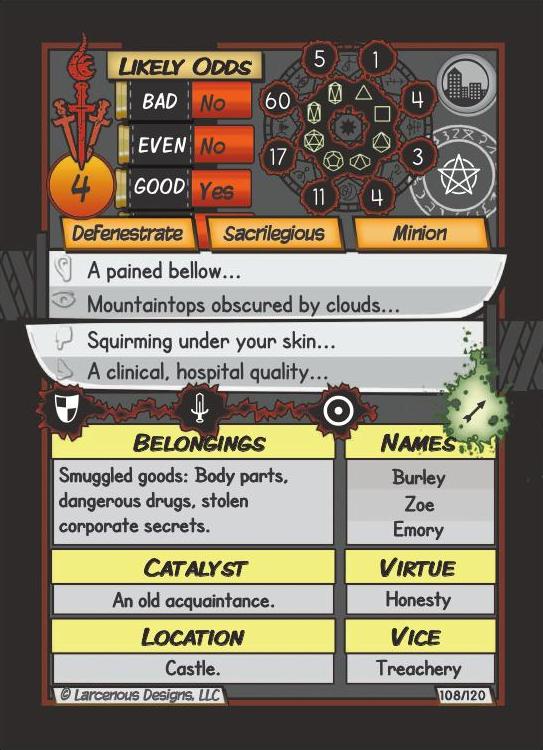 LIKELY ODDS
BAD No
EVEN No
GOOD Yes
4
5
1
60
4
17
3
11
4
DEFENESTRATE SACRILEGIOUS MINION
A pained bellow...
Mountaintops obscured by clouds...
Squirming under your skin...
A clinical, hospital quality...
BELONGINGS
Smuggled goods: Body parts,
dangerous drugs, stolen
corporate secrets.
NAMES
Burley
Zoe
Emory
CATALYST
An old acquaintance.
VIRTUE
Honesty
LOCATION
Castle.
VICE
Treachery
© Larcenous Designs, LLC
108/120